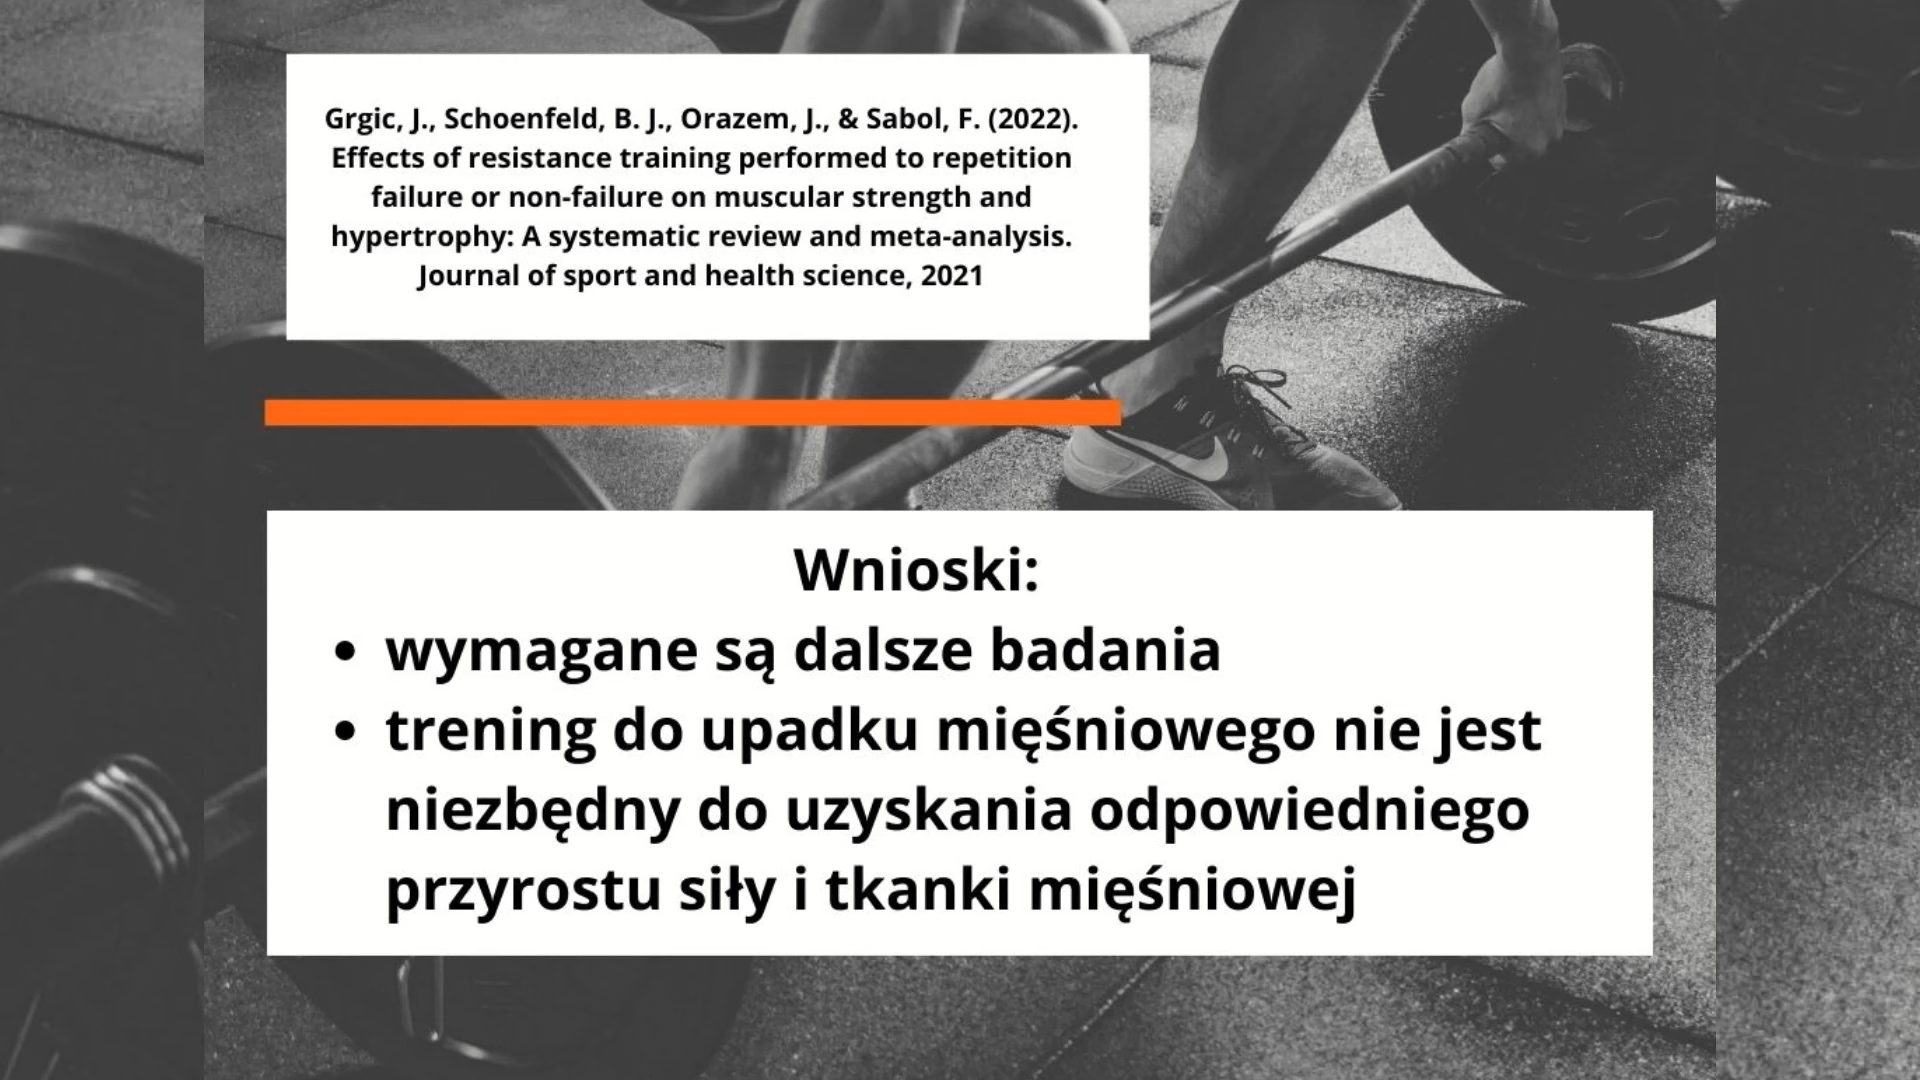 Grgic, J., Schoenfeld, B. J., Orazem, J., & Sabol, F. (2022).
Effects of resistance training performed to repetition
failure or non-failure on muscular strength and
hypertrophy: A systematic review and meta-analysis.
Journal of sport and health science, 2021
Wnioski:
• wymagane są dalsze badania
• trening do upadku mięśniowego nie jest
niezbędny do uzyskania odpowiedniego
przyrostu siły i tkanki mięśniowej